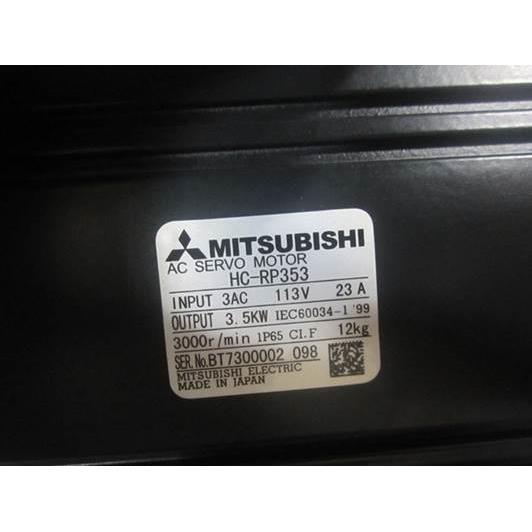 MITSUBISHI
AC SERVO MOTOR
HC-RP353
INPUT 3AC 113V 23 A
OUTPUT 3.5KW IEC60034-1 '99
3000r/min IP65 CI.F 12kg
SER.No.BT7300002 098
MITSUBISHI ELECTRIC
MADE IN JAPAN